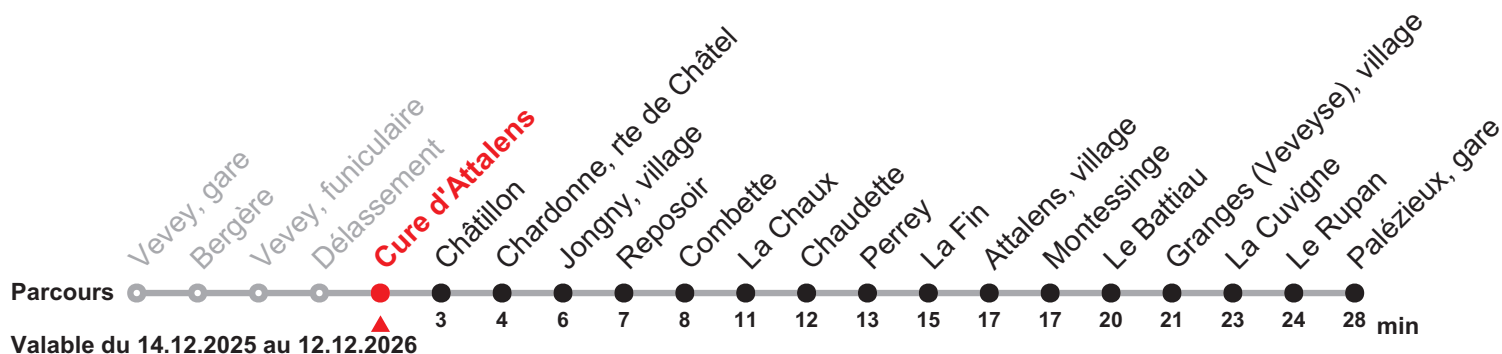 Vevey, gare
Bergère
Vevey, funiculaire
Délassement
Cure d'Attalens
Châtillon
Chardonne, rte de Châtel
Jongny, village
Reposoir
Combette
La Chaux
Chaudette
Perrey
La Fin
Attalens, village
Montessinge
Le Battiau
Granges (Veveyse), village
La Cuvigne
Le Rupan
Palézieux, gare
Parcours
3 4 6 7 8 11 12 13 15 17 17 20 21 23 24 28 min
Valable du 14.12.2025 au 12.12.2026